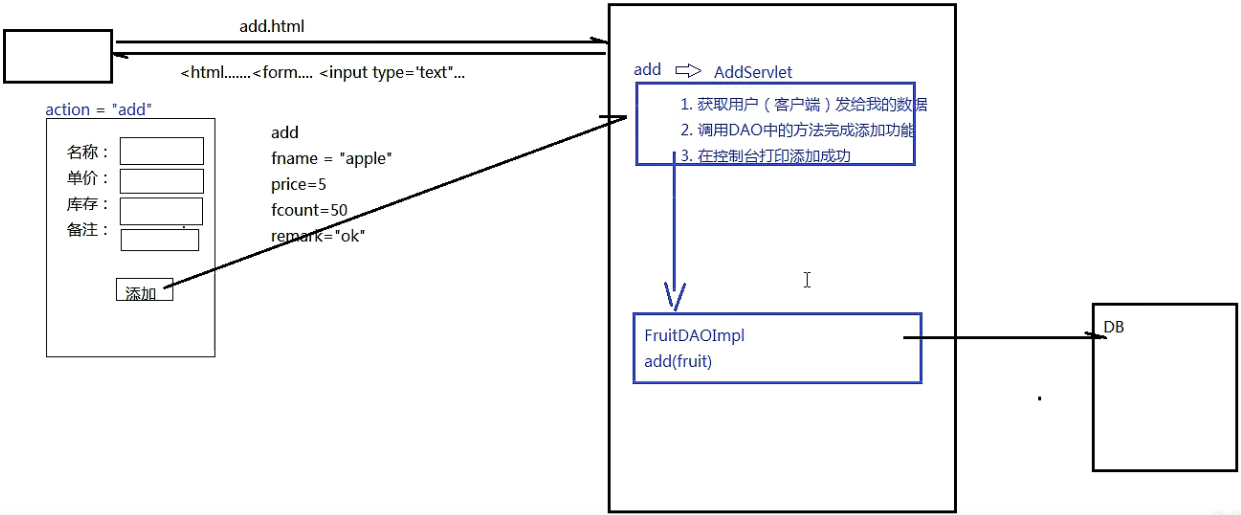 add.html
<html.......<form.... <input type='text"...
action = "add"
名称：
单价：
库存：
备注：
添加
add
fname = "apple"
price=5
fcount=50
remark="ok"
add
AddServlet
1. 获取用户（客户端）发给我的数据
2. 调用DAO中的方法完成添加功能
3. 在控制台打印添加成功
FruitDAOImpl
add(fruit)
DB